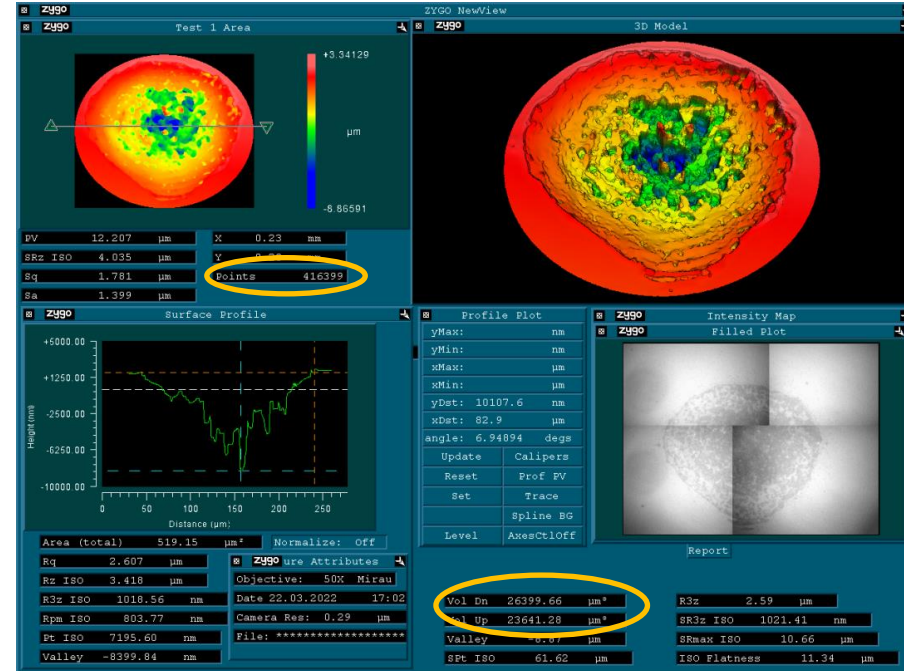 zygo ZYGO NewView
zygo Test 1 Area
+3.34129
µm
-8.86591
PV 12.207 µm
SRz ISO 4.035 µm
Sq 1.781 µm
Sa 1.399 µm
X 0.23 mm
Y mm
Points 416399
zygo 3D Model
zygo Surface Profile
+5000.00
+1250.00
-2500.00
-6250.00
-10000.00
Height (nm)
0 50 100 150 200 250
Distance (µm)
Area (total) 519.15 µm²
Normalize: Off
Rq 2.607 µm
Rz ISO 3.418 µm
R3z ISO 1018.56 nm
Rpm ISO 803.77 nm
Pt ISO 7195.60 nm
Valley -8399.84 nm
zygo ure Attributes
Objective: 50X Mirau
Date 22.03.2022 17:02
Camera Res: 0.29 µm
File: *******************
Profile Plot
yMax: nm
yMin: nm
xMax: µm
xMin: µm
yDst: 10107.6 nm
xDst: 82.9 µm
angle: 6.94894 degs
Update Calipers
Reset Prof PV
Set Trace
Spline BG
Level AxesCtlOff
zygo Intensity Map
zygo Filled Plot
Report
Vol Dn 26399.66 µm³
Vol Up 23641.28 µm³
Valley -8.87 µm
SPt ISO 61.62 µm
R3z 2.59 µm
SR3z ISO 1021.41 nm
SRmax ISO 10.66 µm
ISO Flatness 11.34 µm